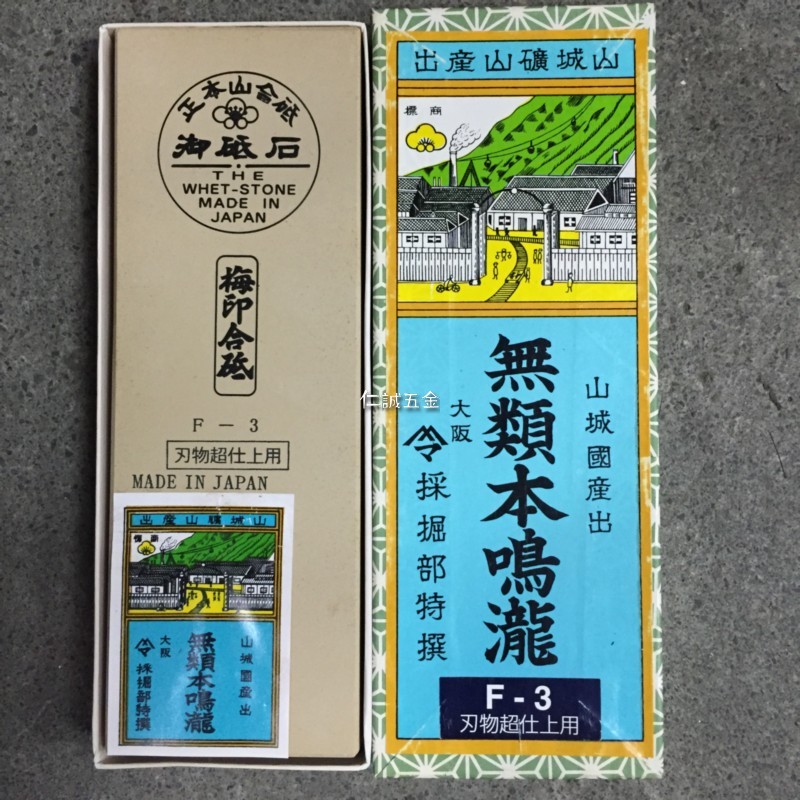 正本山合砥
御砥石
THE
WHET-STONE
MADE IN
JAPAN
梅印合砥
F-3
刃物超仕上用
MADE IN JAPAN
出産山礦城山
商標
山城國産出
無類本鳴瀧
大阪
採掘部特撰
出産山礦城山
標商
山城國産出
無類本鳴瀧
大阪
採掘部特撰
F-3
刃物超仕上用
仁誠五金